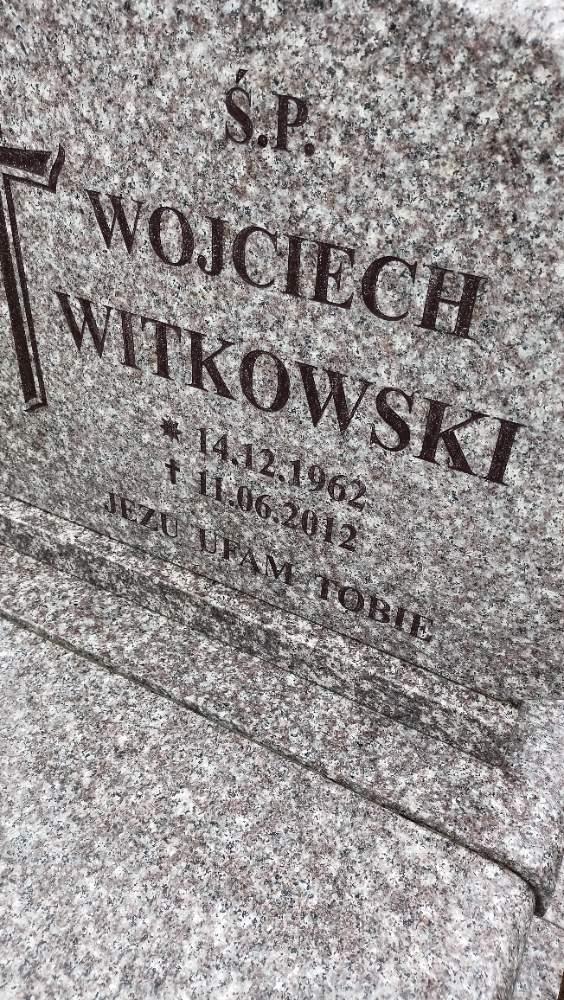 Ś.P.
WOJCIECH
WITKOWSKI
* 14.12.1962
✝ 11.06.2012
JEZU UFAM TOBIE